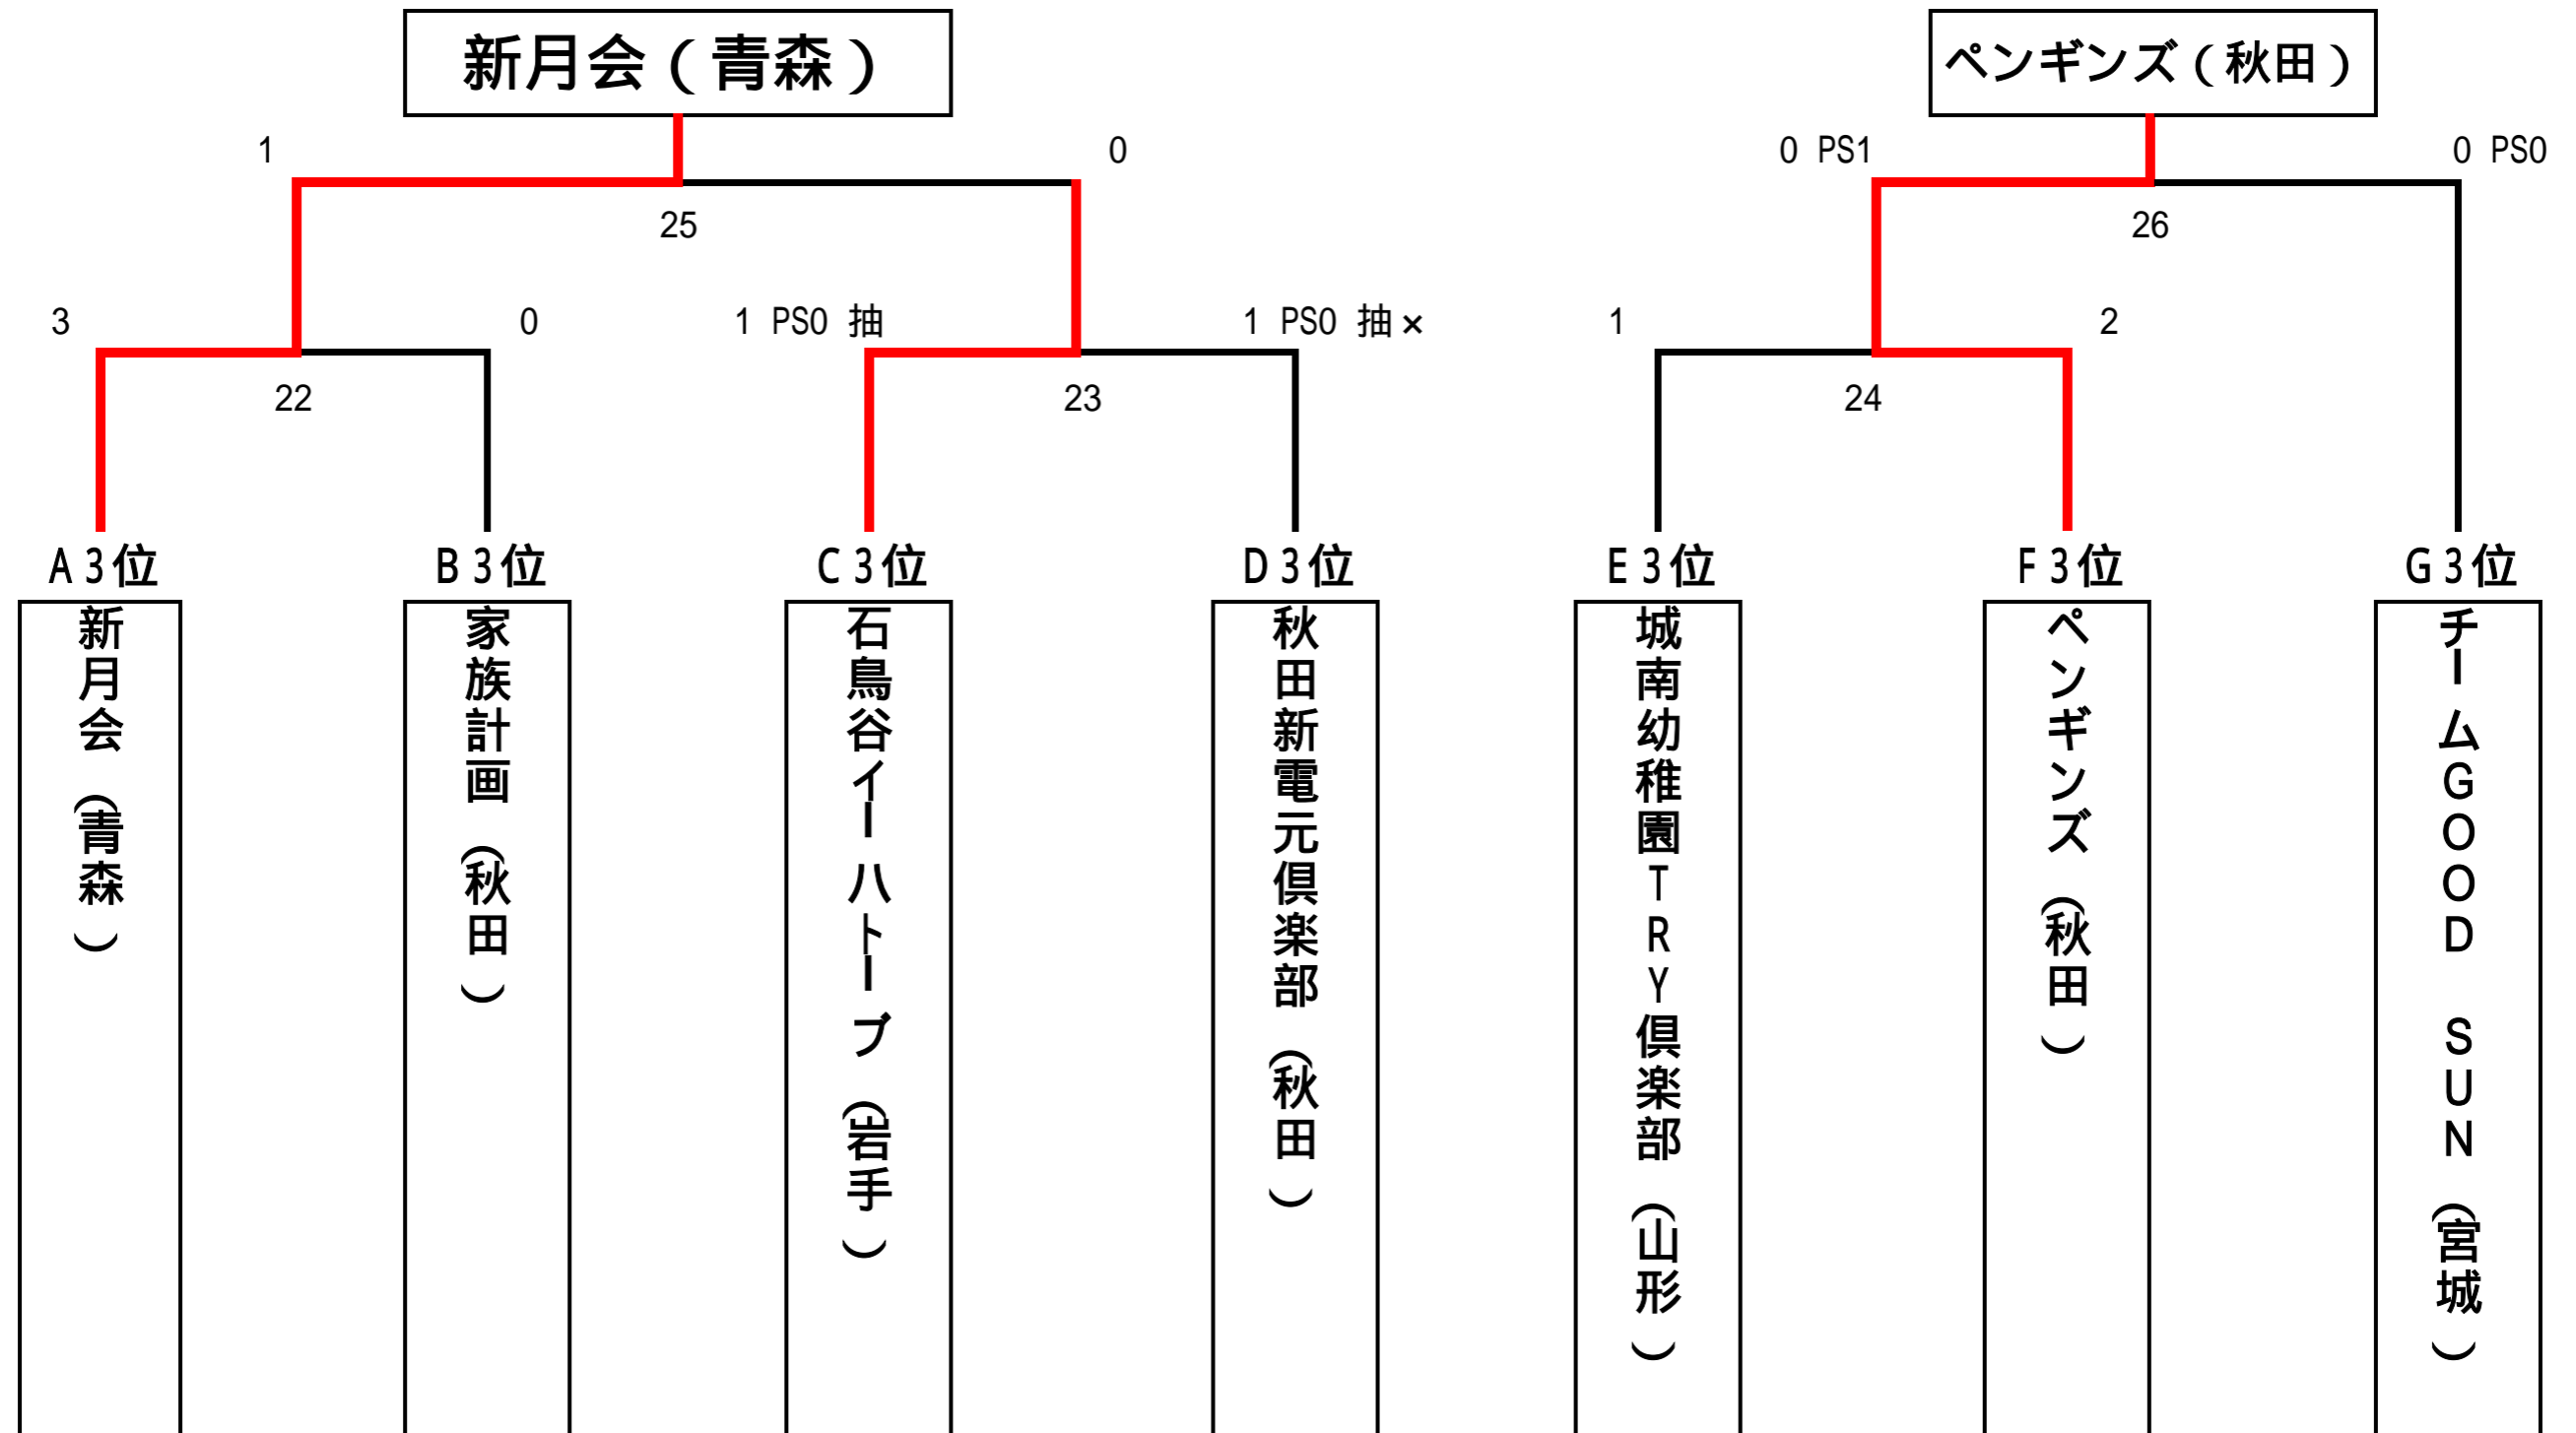 新月会（青森）
ペンギンズ（秋田）
1
0
0 PS1
0 PS0
25
26
3
0
1 PS0 抽
1 PS0 抽×
1
2
22
23
24
A3位
B3位
C3位
D3位
E3位
F3位
G3位
新月会（青森）
家族計画（秋田）
石鳥谷イーハトーブ（岩手）
秋田新電元倶楽部（秋田）
城南幼稚園TRY倶楽部（山形）
ペンギンズ（秋田）
チームGOOD SUN（宮城）